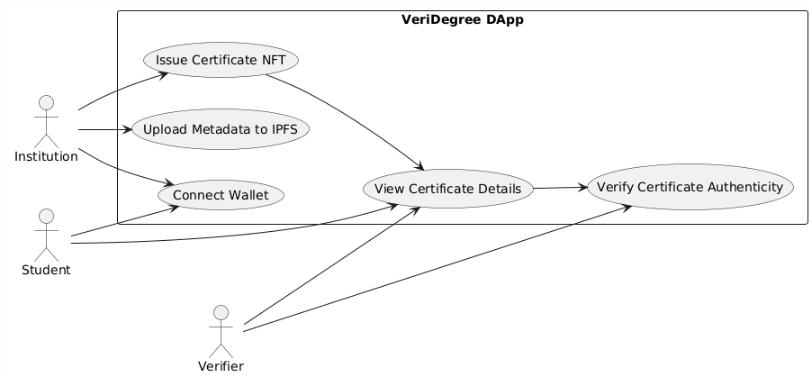 VeriDegree DApp
Issue Certificate NFT
Upload Metadata to IPFS
Institution
View Certificate Details
Verify Certificate Authenticity
Connect Wallet
Student
Verifier